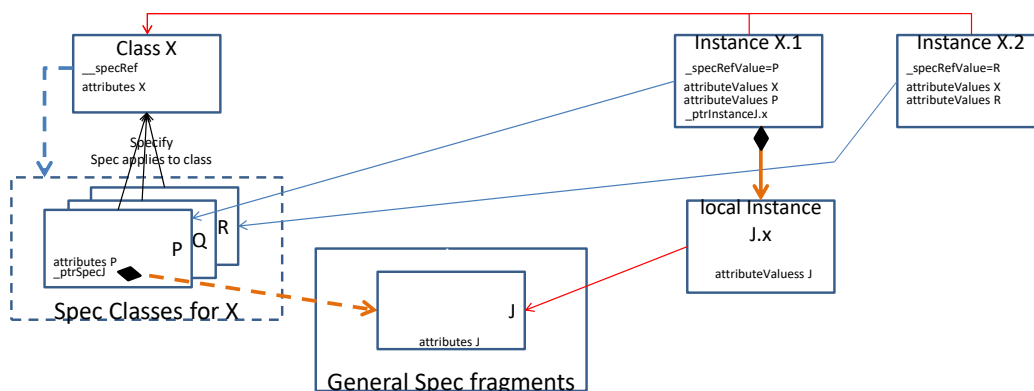 Class X
__specRef
attributes X
Instance X.1
_specRefValue=P
attributeValues X
attributeValues P
_ptrInstanceJ.x
Instance X.2
_specRefValue=R
attributeValues X
attributeValues R
Specify
Spec applies to class
P
Q
R
attributes P
_ptrSpecJ
Spec Classes for X
local Instance
J.x
attributeValuess J
J
attributes J
General Spec fragments